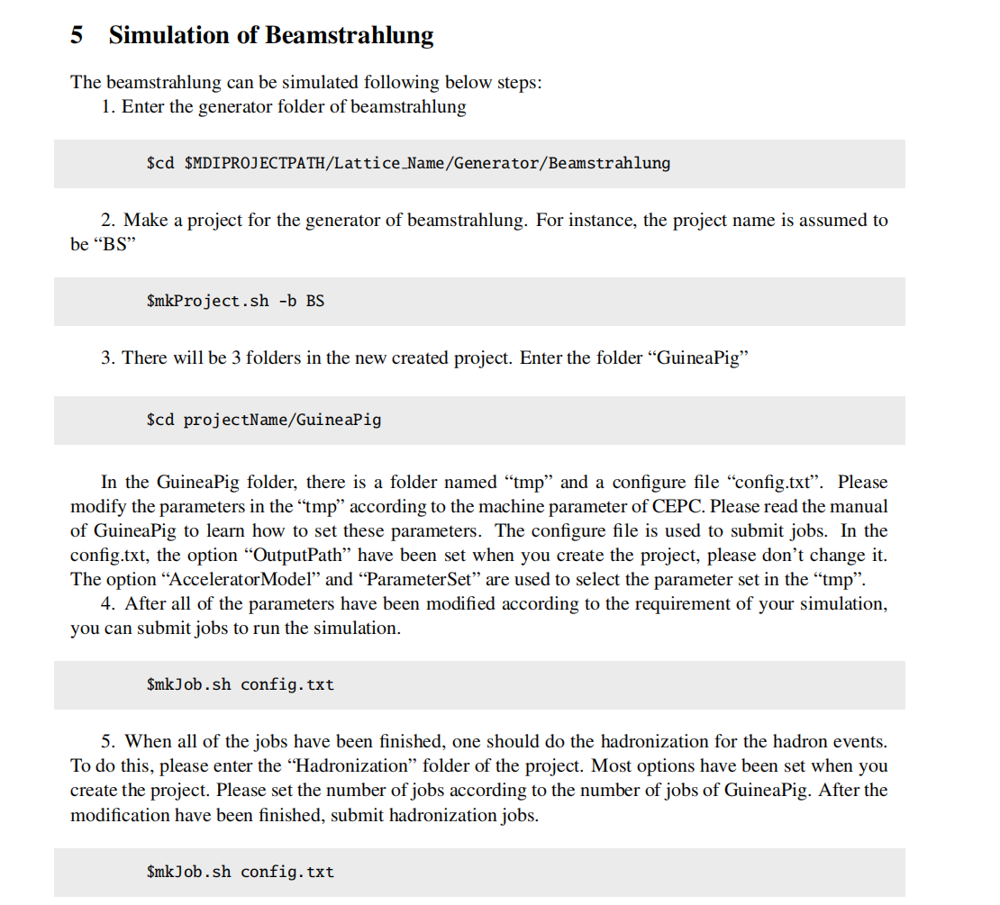 5 Simulation of Beamstrahlung
The beamstrahlung can be simulated following below steps:
1. Enter the generator folder of beamstrahlung
$cd $MDIPROJECTPATH/Lattice_Name/Generator/Beamstrahlung
2. Make a project for the generator of beamstrahlung. For instance, the project name is assumed to
be “BS”
$mkProject.sh -b BS
3. There will be 3 folders in the new created project. Enter the folder “GuineaPig”
$cd projectName/GuineaPig
In the GuineaPig folder, there is a folder named “tmp” and a configure file “config.txt”. Please
modify the parameters in the “tmp” according to the machine parameter of CEPC. Please read the manual
of GuineaPig to learn how to set these parameters. The configure file is used to submit jobs. In the
config.txt, the option “OutputPath” have been set when you create the project, please don’t change it.
The option “AcceleratorModel” and “ParameterSet” are used to select the parameter set in the “tmp”.
4. After all of the parameters have been modified according to the requirement of your simulation,
you can submit jobs to run the simulation.
$mkJob.sh config.txt
5. When all of the jobs have been finished, one should do the hadronization for the hadron events.
To do this, please enter the “Hadronization” folder of the project. Most options have been set when you
create the project. Please set the number of jobs according to the number of jobs of GuineaPig. After the
modification have been finished, submit hadronization jobs.
$mkJob.sh config.txt